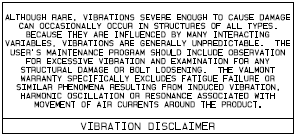 ALTHOUGH RARE, VIBRATIONS SEVERE ENOUGH TO CAUSE DAMAGE
CAN OCCASIONALLY OCCUR IN STRUCTURES OF ALL TYPES.
BECAUSE THEY ARE INFLUENCED BY MANY INTERACTING
VARIABLES, VIBRATIONS ARE GENERALLY UNPREDICTABLE. THE
USER'S MAINTENANCE PROGRAM SHOULD INCLUDE OBSERVATION
FOR EXCESSIVE VIBRATION AND EXAMINATION FOR ANY
STRUCTURAL DAMAGE OR BOLT LOOSENING. THE VALMONT
WARRANTY SPECIFICALLY EXCLUDES FATIGUE FAILURE OR
SIMILAR PHENOMENA RESULTING FROM INDUCED VIBRATION,
HARMONIC OSCILLATION OR RESONANCE ASSOCIATED WITH
MOVEMENT OF AIR CURRENTS AROUND THE PRODUCT.
VIBRATION DISCLAIMER